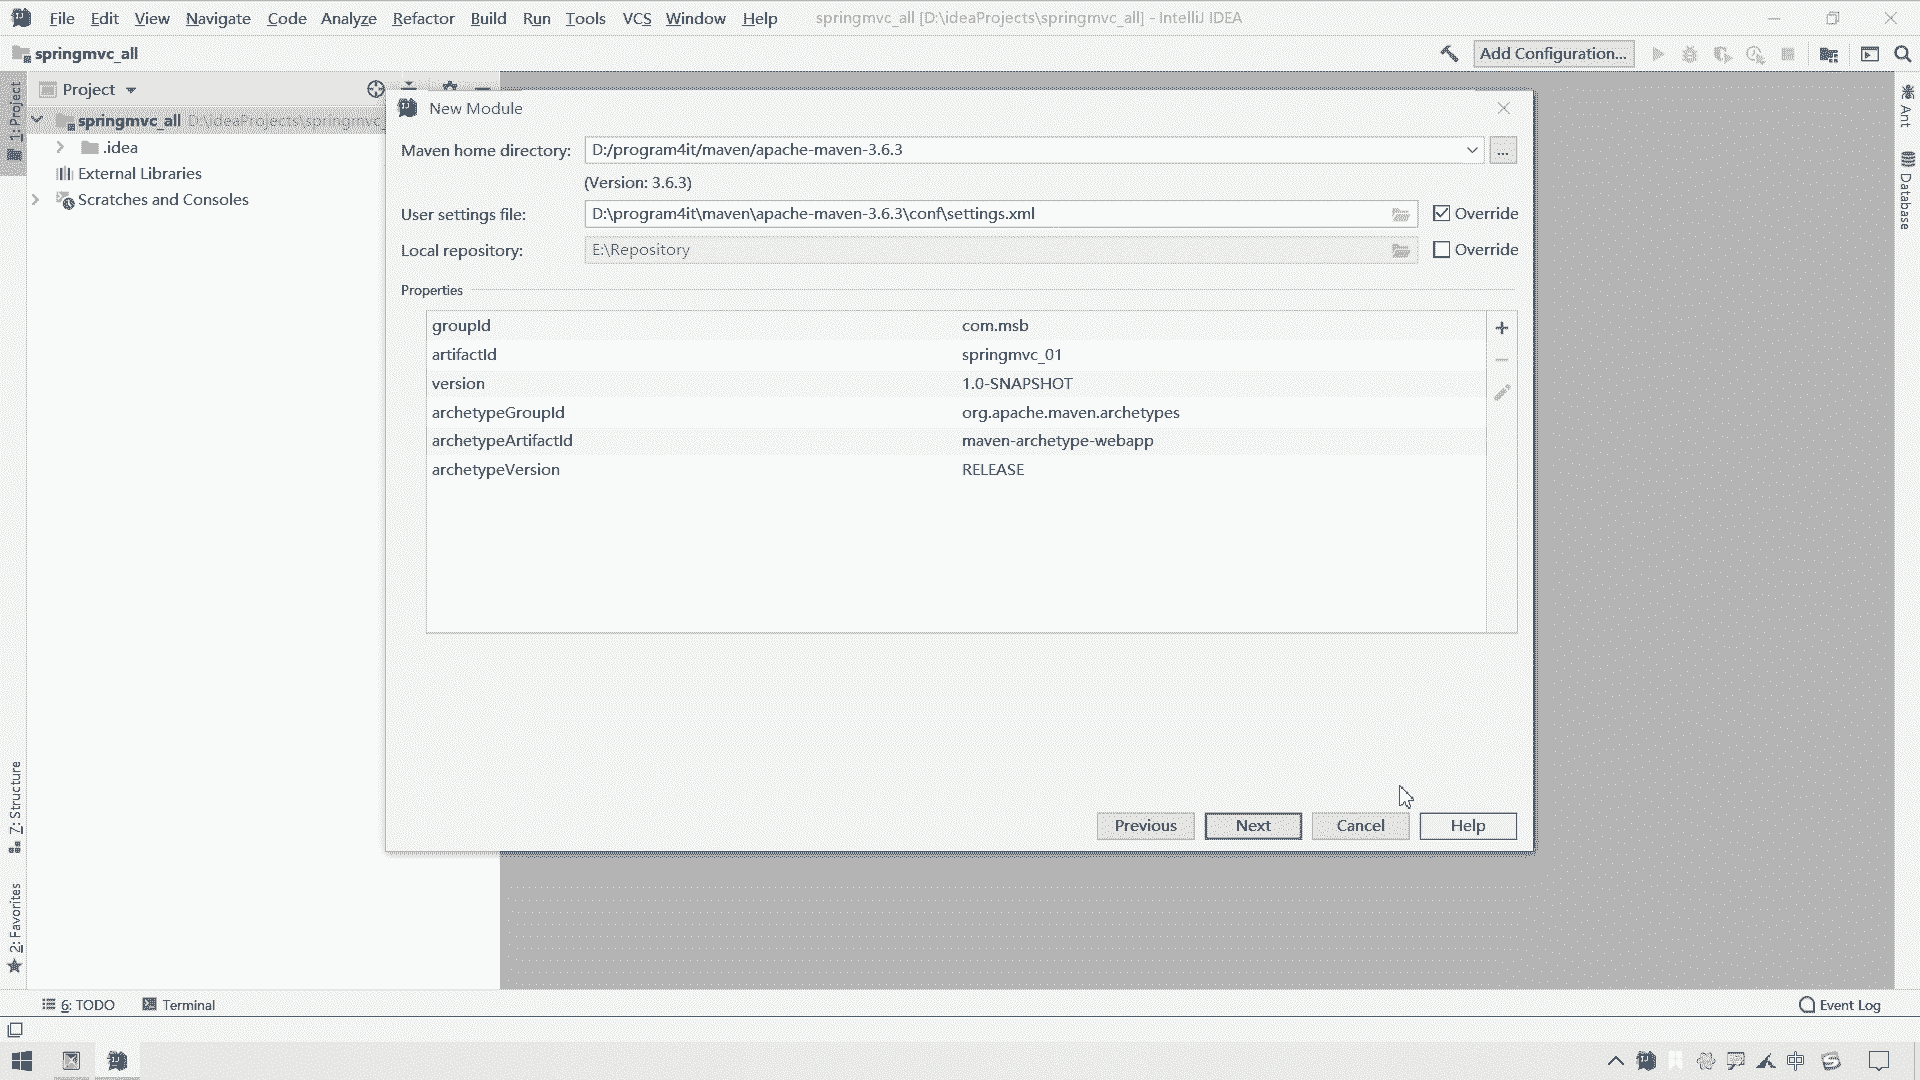 File Edit View Navigate Code Analyze Refactor Build Run Tools VCS Window Help springmvc_all [D:\ideaProjects\springmvc_all] - IntelliJ IDEA
springmvc_all
Add Configuration...
Project
springmvc_all D:\ideaProjects\springmvc_
.idea
External Libraries
Scratches and Consoles
1: Project
7: Structure
2: Favorites
New Module
Maven home directory: D:/program4it/maven/apache-maven-3.6.3 ...
(Version: 3.6.3)
User settings file: D:\program4it\maven\apache-maven-3.6.3\conf\settings.xml Override
Local repository: E:\Repository Override
Properties
groupId com.msb
artifactId springmvc_01
version 1.0-SNAPSHOT
archetypeGroupId org.apache.maven.archetypes
archetypeArtifactId maven-archetype-webapp
archetypeVersion RELEASE
Previous Next Cancel Help
Ant
Database
6: TODO Terminal Event Log
中